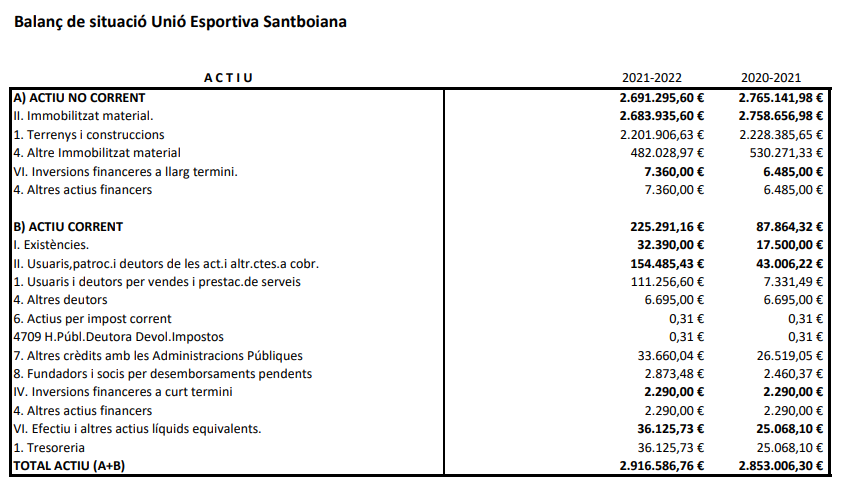 Balanç de situació Unió Esportiva Santboiana
A C T I U 2021-2022 2020-2021
A) ACTIU NO CORRENT 2.691.295,60 € 2.765.141,98 €
II. Immobilitzat material. 2.683.935,60 € 2.758.656,98 €
1. Terrenys i construccions 2.201.906,63 € 2.228.385,65 €
4. Altre Immobilitzat material 482.028,97 € 530.271,33 €
VI. Inversions financeres a llarg termini. 7.360,00 € 6.485,00 €
4. Altres actius financers 7.360,00 € 6.485,00 €
B) ACTIU CORRENT 225.291,16 € 87.864,32 €
I. Existències. 32.390,00 € 17.500,00 €
II. Usuaris,patroc.i deutors de les act.i altr.ctes.a cobr. 154.485,43 € 43.006,22 €
1. Usuaris i deutors per vendes i prestac.de serveis 111.256,60 € 7.331,49 €
4. Altres deutors 6.695,00 € 6.695,00 €
6. Actius per impost corrent 0,31 € 0,31 €
4709 H.Públ.Deutora Devol.Impostos 0,31 € 0,31 €
7. Altres crèdits amb les Administracions Públiques 33.660,04 € 26.519,05 €
8. Fundadors i socis per desemborsaments pendents 2.873,48 € 2.460,37 €
IV. Inversions financeres a curt termini 2.290,00 € 2.290,00 €
4. Altres actius financers 2.290,00 € 2.290,00 €
VI. Efectiu i altres actius líquids equivalents. 36.125,73 € 25.068,10 €
1. Tresoreria 36.125,73 € 25.068,10 €
TOTAL ACTIU (A+B) 2.916.586,76 € 2.853.006,30 €